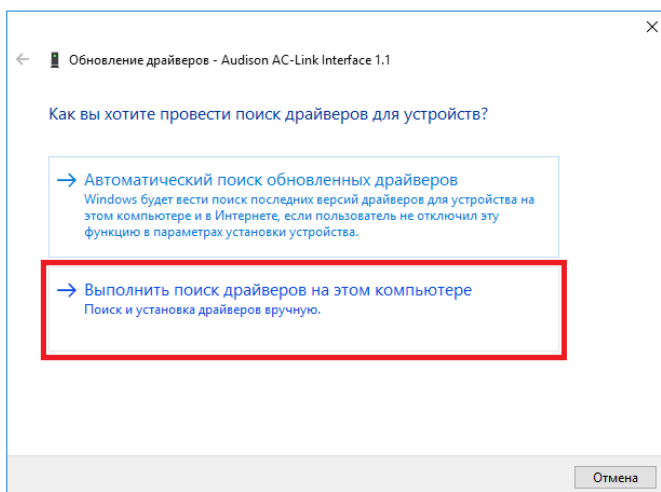 Обновление драйверов - Audison AC-Link Interface 1.1
Как вы хотите провести поиск драйверов для устройств?
Автоматический поиск обновленных драйверов
Windows будет вести поиск последних версий драйверов для устройства на
этом компьютере и в Интернете, если пользователь не отключил эту
функцию в параметрах установки устройства.
Выполнить поиск драйверов на этом компьютере
Поиск и установка драйверов вручную.
Отмена